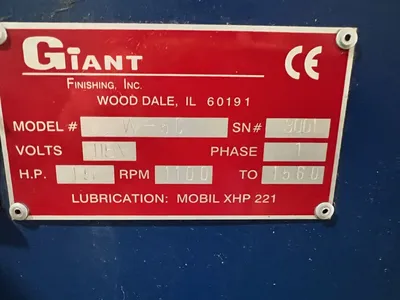 GIANT
FINISHING, INC.
WOOD DALE, IL 60191
CE
MODEL # SN#
VOLTS 115 PHASE 1
H.P. RPM 1100 TO 1560
LUBRICATION: MOBIL XHP 221